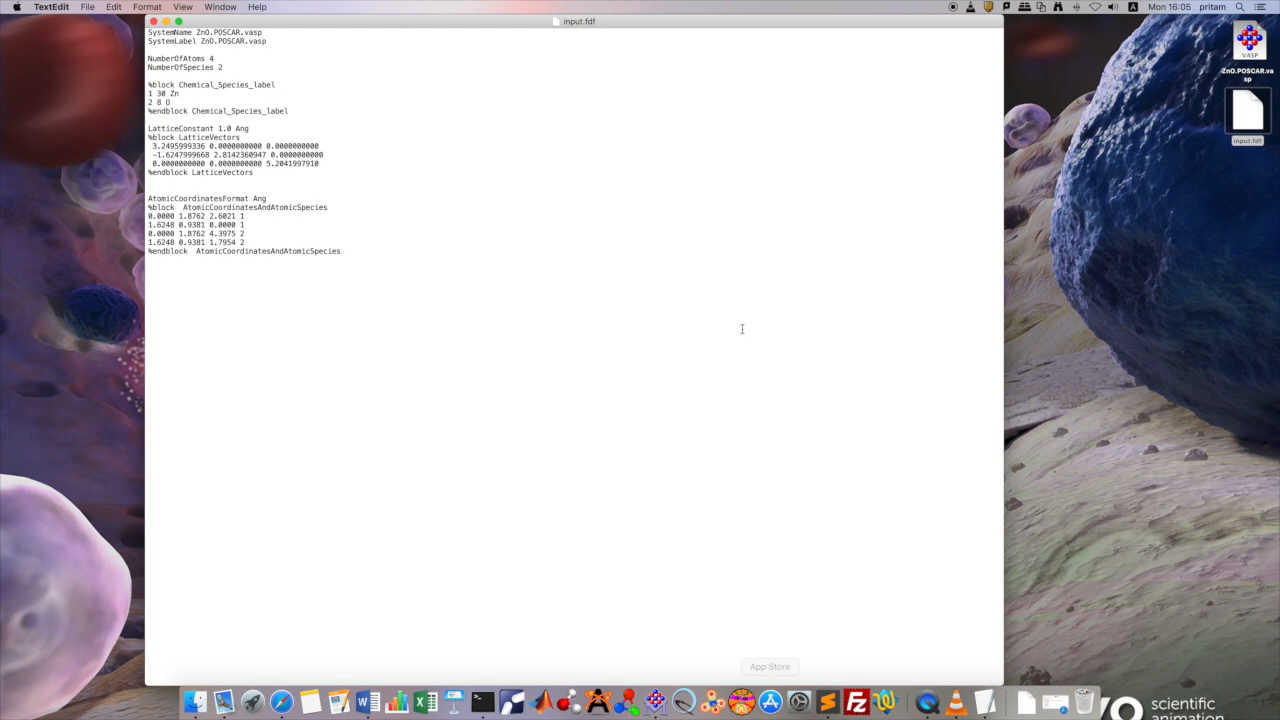 TextEdit File Edit Format View Window Help
Mon 16:05 pritam
input.fdf
SystemName ZnO.POSCAR.vasp
SystemLabel ZnO.POSCAR.vasp
NumberOfAtoms 4
NumberOfSpecies 2
%block Chemical_Species_label
1 30 Zn
2 8 O
%endblock Chemical_Species_label
LatticeConstant 1.0 Ang
%block LatticeVectors
3.2495999336 0.0000000000 0.0000000000
-1.6247999668 2.8142360947 0.0000000000
0.0000000000 0.0000000000 5.2041997910
%endblock LatticeVectors
AtomicCoordinatesFormat Ang
%block AtomicCoordinatesAndAtomicSpecies
0.0000 1.8762 2.6021 1
1.6248 0.9381 0.0000 1
0.0000 1.8762 4.3975 2
1.6248 0.9381 1.7954 2
%endblock AtomicCoordinatesAndAtomicSpecies
VASP
ZnO.POSCAR.va
sp
input.fdf
App Store
scientific
animation